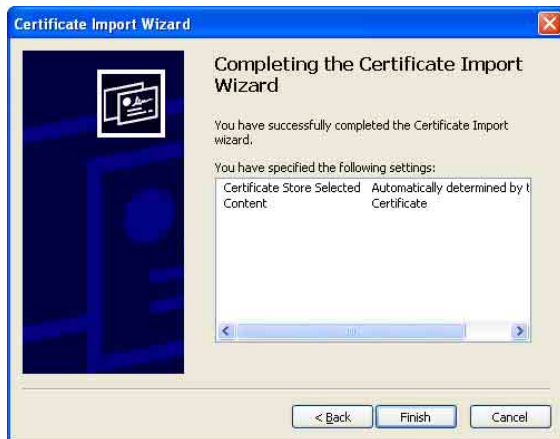 Certificate Import Wizard
Completing the Certificate Import
Wizard
You have successfully completed the Certificate Import
wizard.
You have specified the following settings:
Certificate Store Selected Automatically determined by t
Content Certificate
< Back Finish Cancel